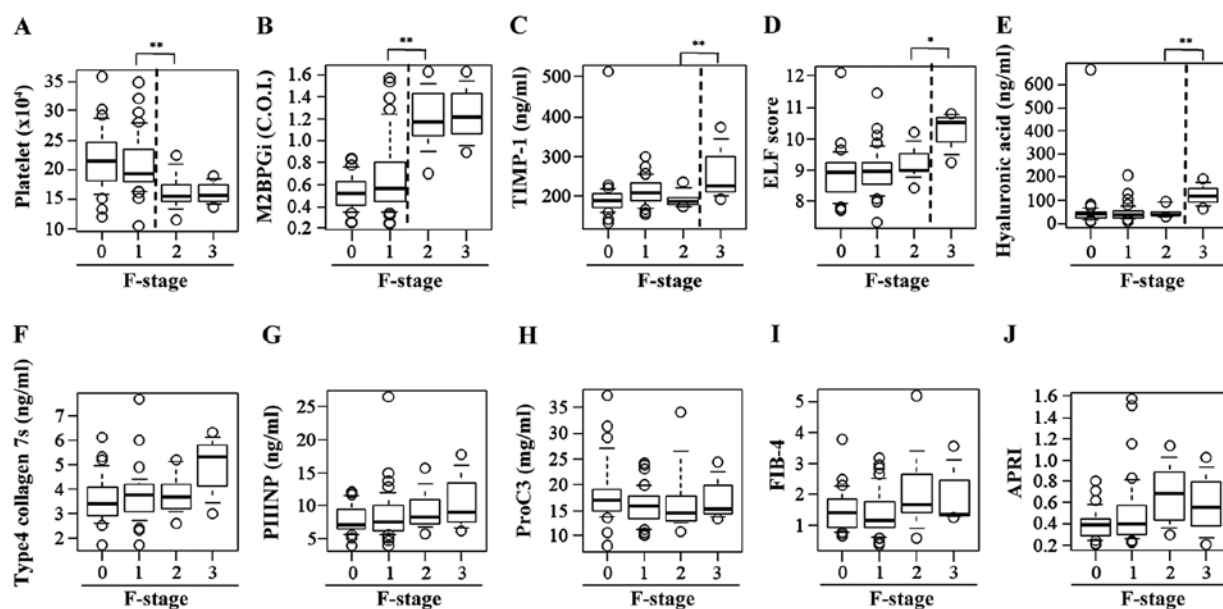 A
**
Platelet (x10⁴)
35
30
25
20
15
10
0 1 2 3
F-stage
B
**
M2BPGi (C.O.I.)
1.6
1.4
1.2
1.0
0.8
0.6
0.4
0.2
0 1 2 3
F-stage
C
**
TIMP-1 (ng/ml)
500
400
300
200
0 1 2 3
F-stage
D
*
ELF score
12
11
10
9
8
0 1 2 3
F-stage
E
**
Hyaluronic acid (ng/ml)
600
500
400
300
200
100
0
0 1 2 3
F-stage
F
Type4 collagen 7s (ng/ml)
7
6
5
4
3
2
0 1 2 3
F-stage
G
PIIINP (ng/ml)
25
20
15
10
5
0 1 2 3
F-stage
H
ProC3 (mg/ml)
35
30
25
20
15
10
0 1 2 3
F-stage
I
FIB-4
5
4
3
2
1
0 1 2 3
F-stage
J
APRI
1.6
1.4
1.2
1.0
0.8
0.6
0.4
0.2
0 1 2 3
F-stage